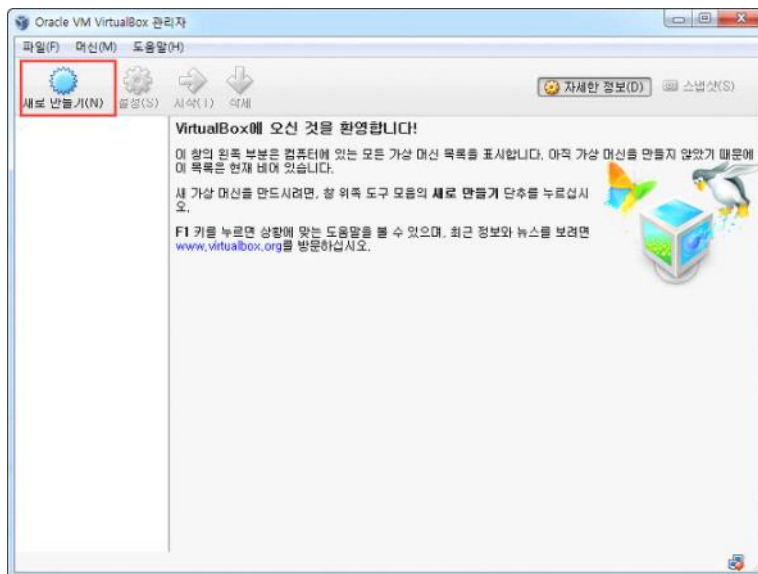 Oracle VM VirtualBox 관리자
파일(F) 머신(M) 도움말(H)
새로 만들기(N) 설정(S) 시작(T) 삭제 자세한 정보(D) 스냅샷(S)
VirtualBox에 오신 것을 환영합니다!
이 창의 왼쪽 부분은 컴퓨터에 있는 모든 가상 머신 목록을 표시합니다. 아직 가상 머신을 만들지 않았기 때문에
이 목록은 현재 비어 있습니다.
새 가상 머신을 만드시려면, 창 위쪽 도구 모음의 새로 만들기 단추를 누르십시
오.
F1 키를 누르면 상황에 맞는 도움말을 볼 수 있으며, 최근 정보와 뉴스를 보려면
www.virtualbox.org를 방문하십시오.